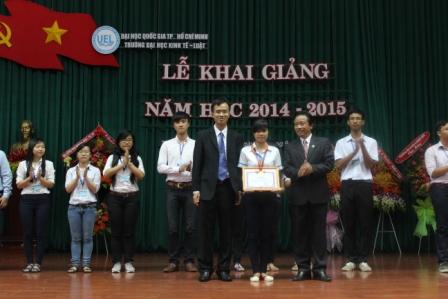 UEL
ĐẠI HỌC QUỐC GIA TP. HỒ CHÍ MINH
TRƯỜNG ĐẠI HỌC KINH TẾ - LUẬT
LỄ KHAI GIẢNG
NĂM HỌC 2014 - 2015